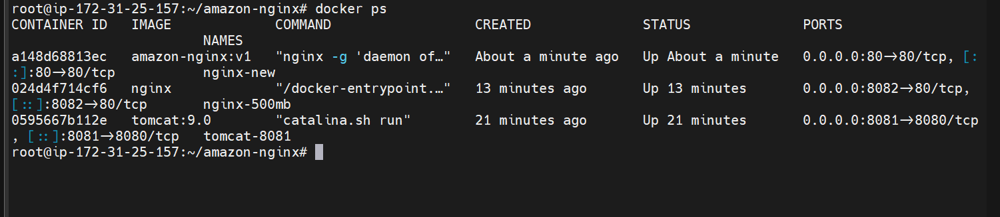 root@ip-172-31-25-157:~/amazon-nginx# docker ps
CONTAINER ID   IMAGE             COMMAND                  CREATED              STATUS              PORTS
                        NAMES
a148d68813ec   amazon-nginx:v1   "nginx -g 'daemon of…"   About a minute ago   Up About a minute   0.0.0.0:80->80/tcp, [:
:]:80->80/tcp           nginx-new
024d4f714cf6   nginx             "/docker-entrypoint.…"   13 minutes ago       Up 13 minutes       0.0.0.0:8082->80/tcp,
[::]:8082->80/tcp       nginx-500mb
0595667b112e   tomcat:9.0        "catalina.sh run"        21 minutes ago       Up 21 minutes       0.0.0.0:8081->8080/tcp
, [::]:8081->8080/tcp   tomcat-8081
root@ip-172-31-25-157:~/amazon-nginx#